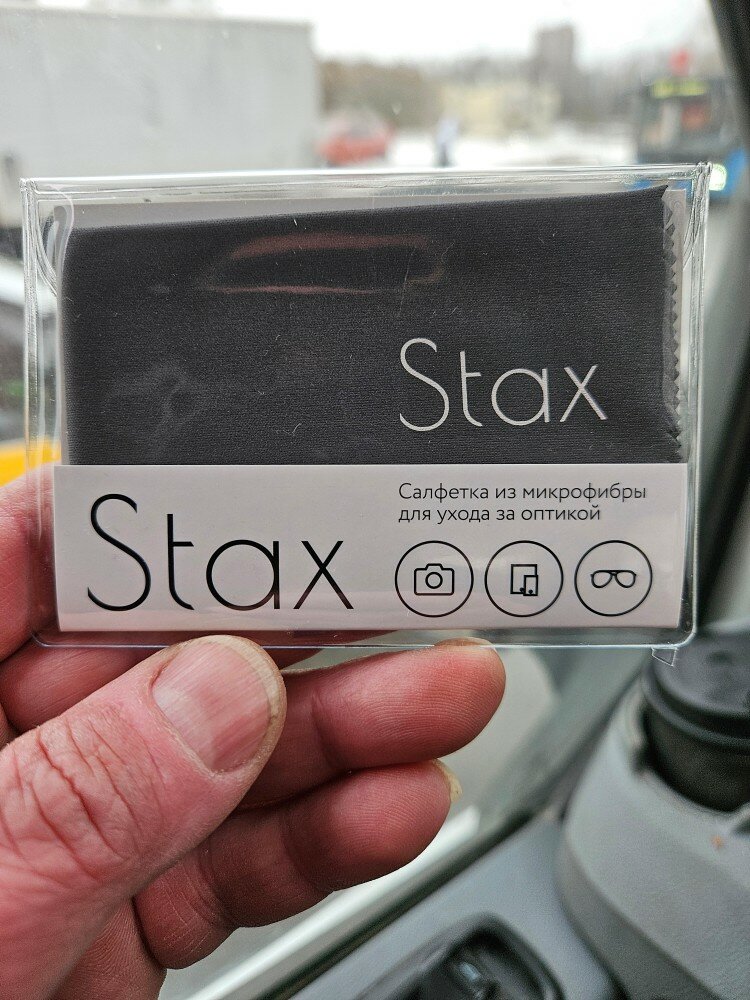 Stax
Stax
Салфетка из микрофибры
для ухода за оптикой